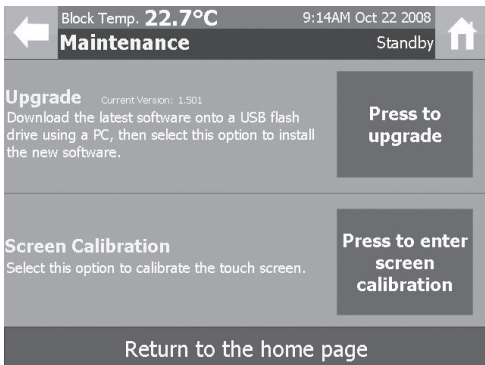 Block Temp. 22.7°C 9:14AM Oct 22 2008
Maintenance Standby
Upgrade Current Version: 1.501
Download the latest software onto a USB flash
drive using a PC, then select this option to install
the new software.
Press to
upgrade
Screen Calibration
Select this option to calibrate the touch screen.
Press to enter
screen
calibration
Return to the home page